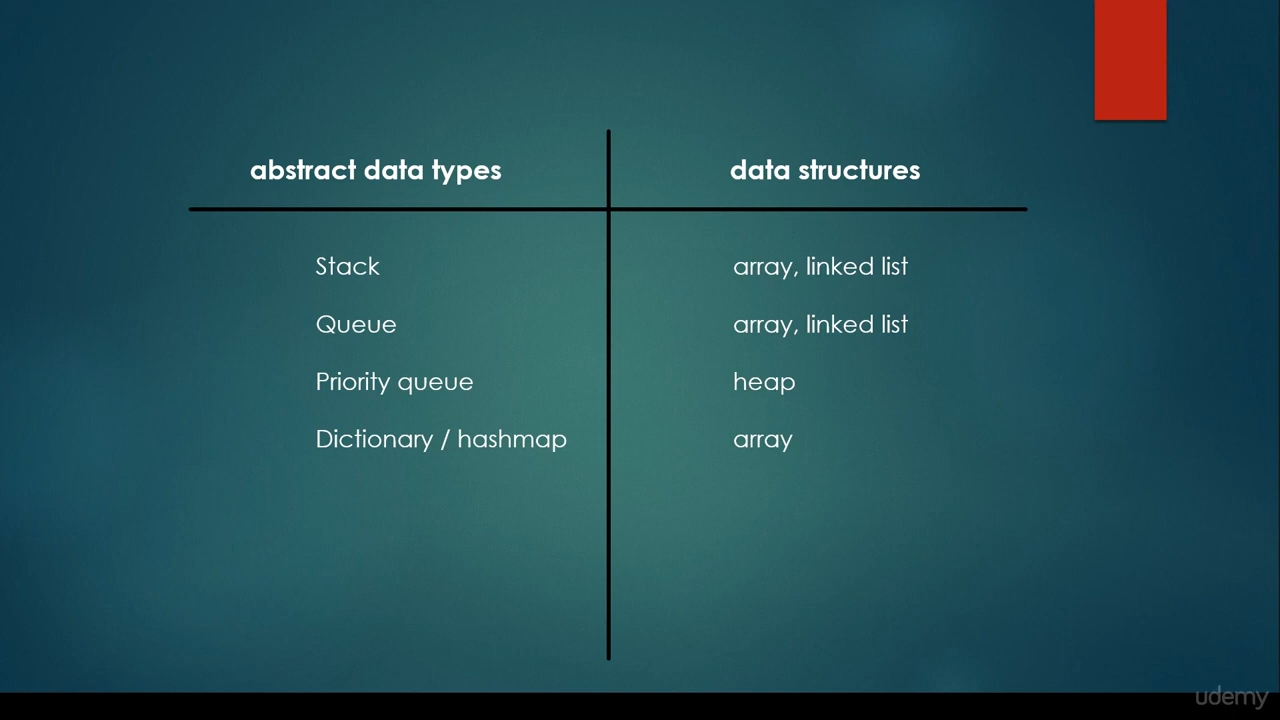 abstract data types
data structures
Stack
array, linked list
Queue
array, linked list
Priority queue
heap
Dictionary / hashmap
array
udemy